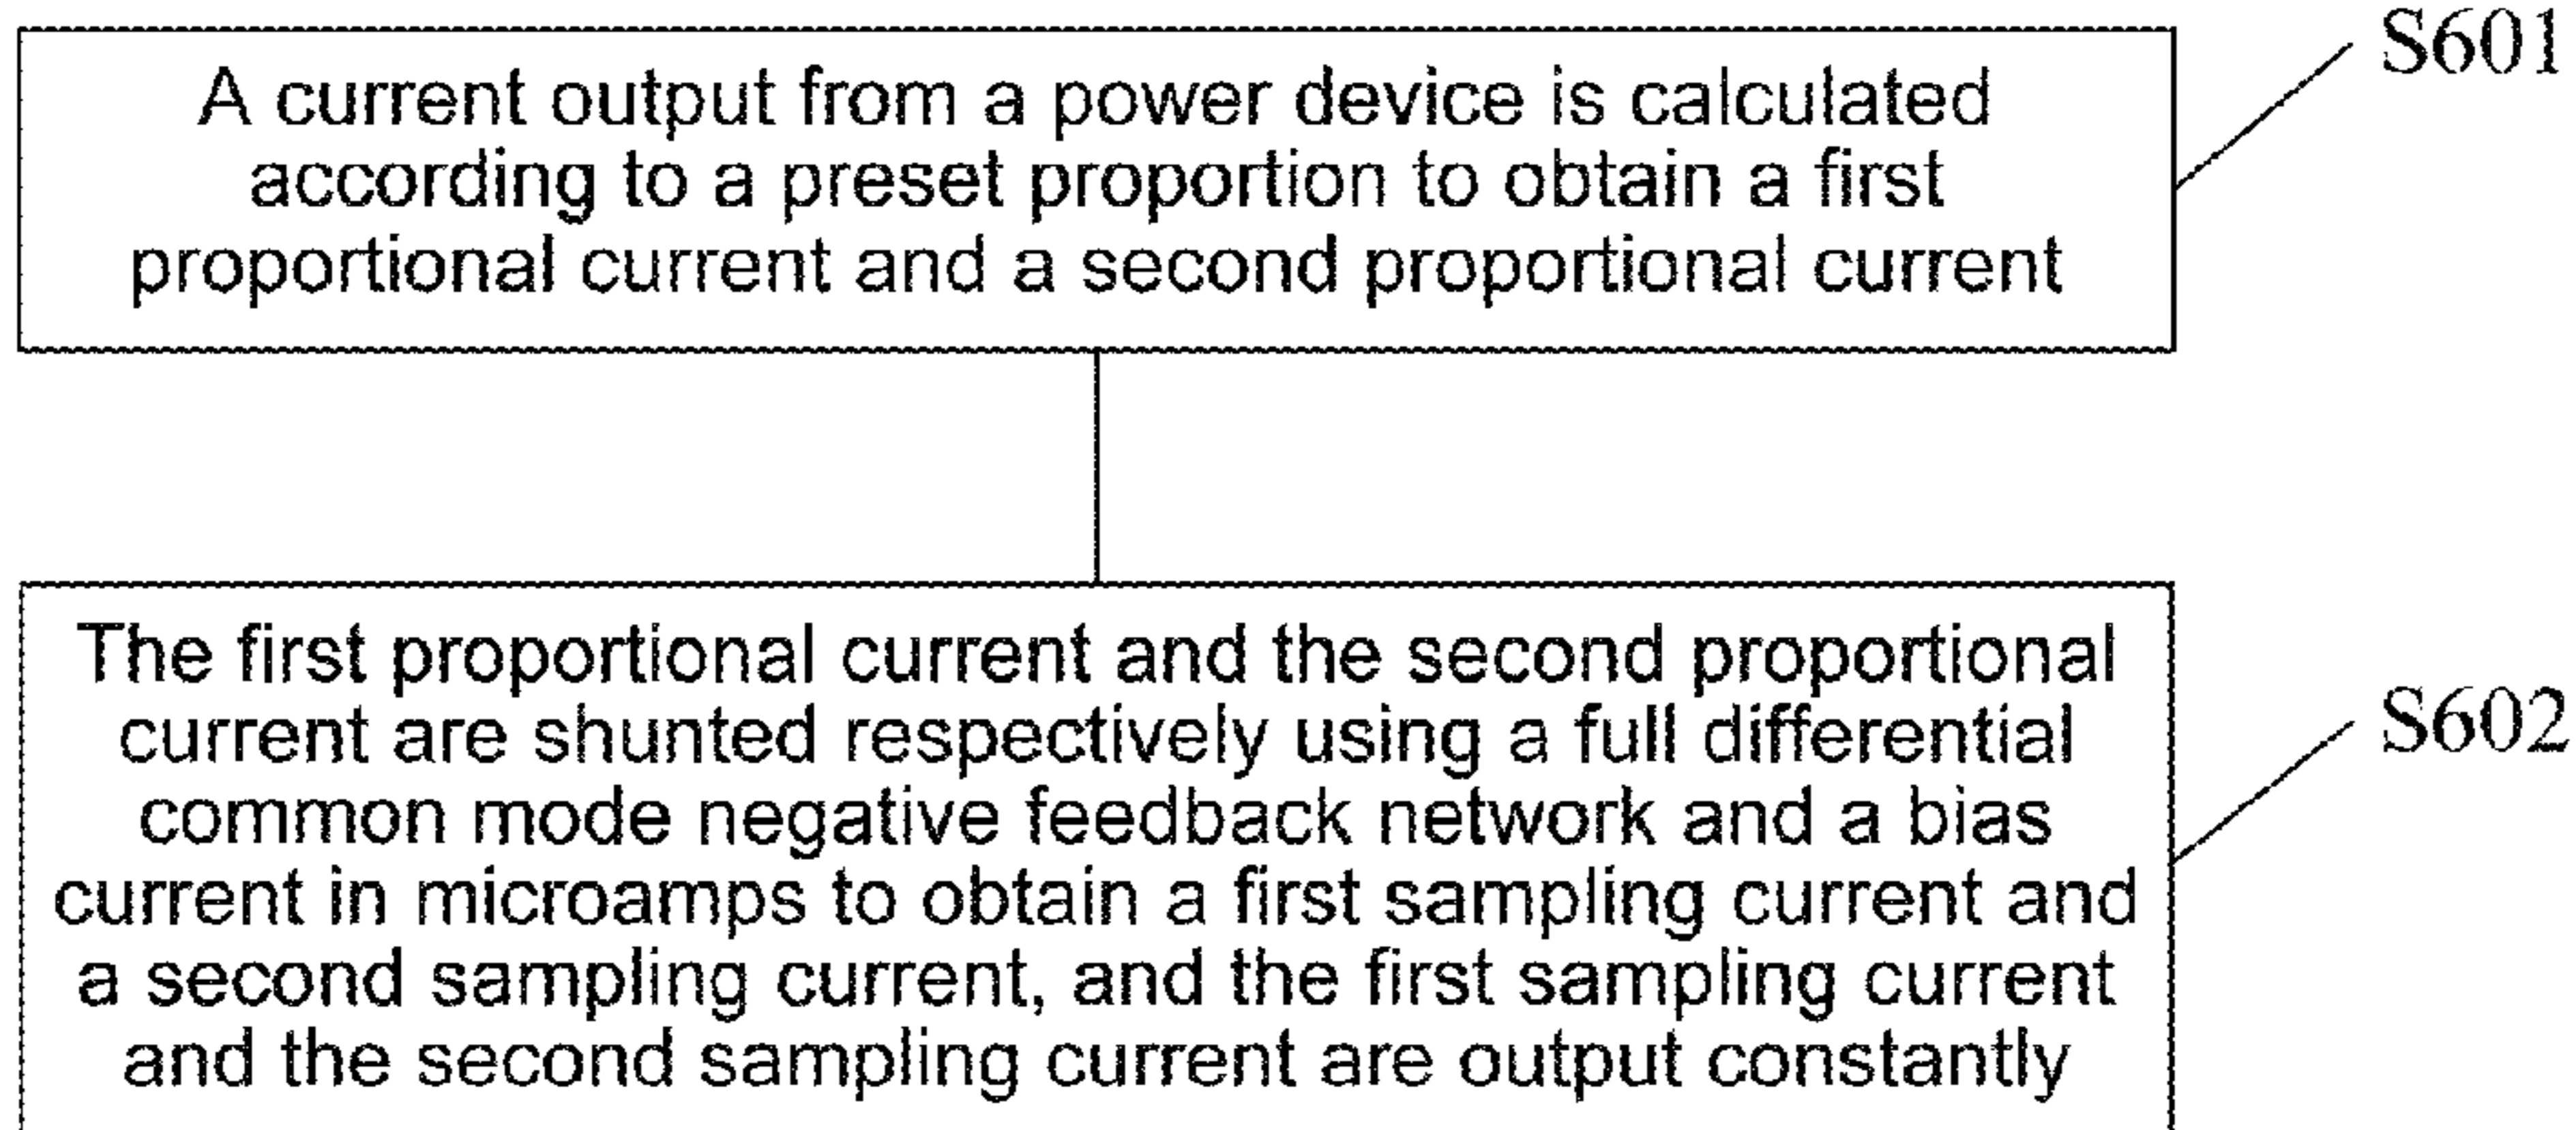 S601
A current output from a power device is calculated
according to a preset proportion to obtain a first
proportional current and a second proportional current
The first proportional current and the second proportional
current are shunted respectively using a full differential
common mode negative feedback network and a bias
current in microamps to obtain a first sampling current and
a second sampling current, and the first sampling current
and the second sampling current are output constantly
S602